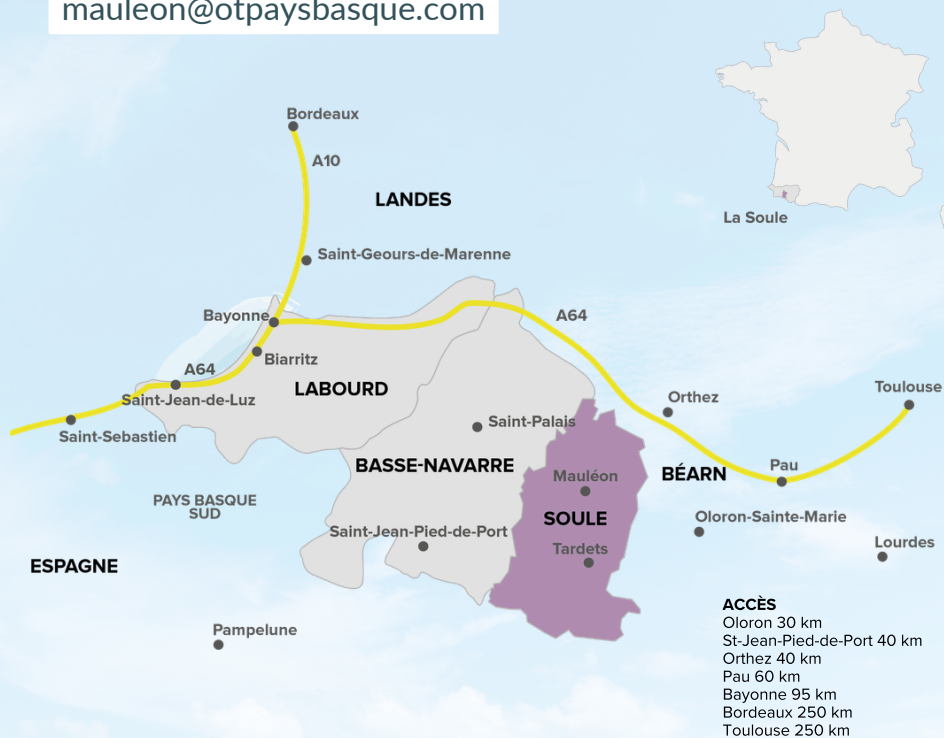 mauleon@otpaysbasque.com
Bordeaux
A10
LANDES
La Soule
Saint-Geours-de-Marenne
Bayonne
A64
Biarritz
A64
LABOURD
Saint-Jean-de-Luz
Orthez
Toulouse
Saint-Sebastien
Saint-Palais
BASSE-NAVARRE
Mauléon
BÉARN
Pau
PAYS BASQUE
SUD
SOULE
Oloron-Sainte-Marie
Saint-Jean-Pied-de-Port
Tardets
Lourdes
ESPAGNE
Pampelune
ACCÈS
Oloron 30 km
St-Jean-Pied-de-Port 40 km
Orthez 40 km
Pau 60 km
Bayonne 95 km
Bordeaux 250 km
Toulouse 250 km